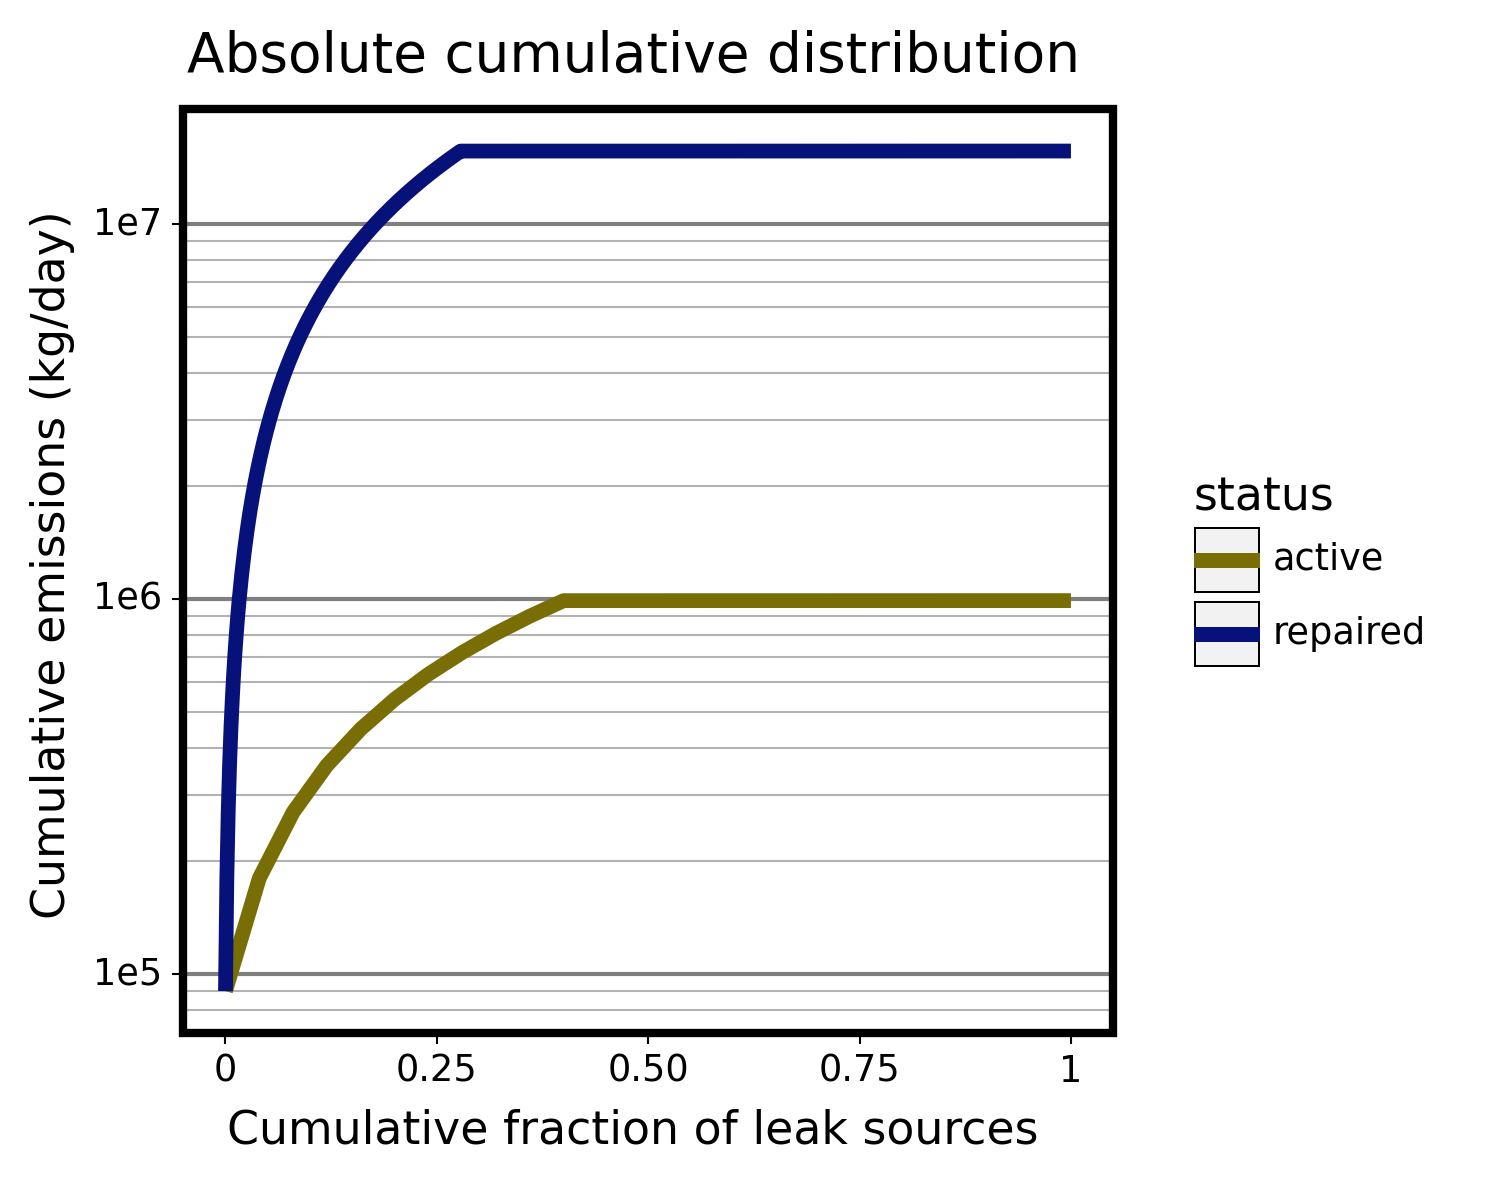 Absolute cumulative distribution
Cumulative emissions (kg/day)
1e7
1e6
1e5
0 0.25 0.50 0.75 1
Cumulative fraction of leak sources
status
active
repaired